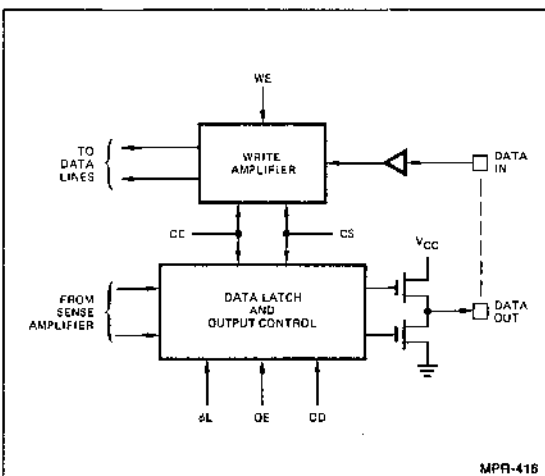 WE
TO
DATA
LINES
WRITE
AMPLIFIER
DATA
IN
CE
CS
VCC
FROM
SENSE
AMPLIFIER
DATA LATCH
AND
OUTPUT CONTROL
DATA
OUT
OE
OD
MPR-416